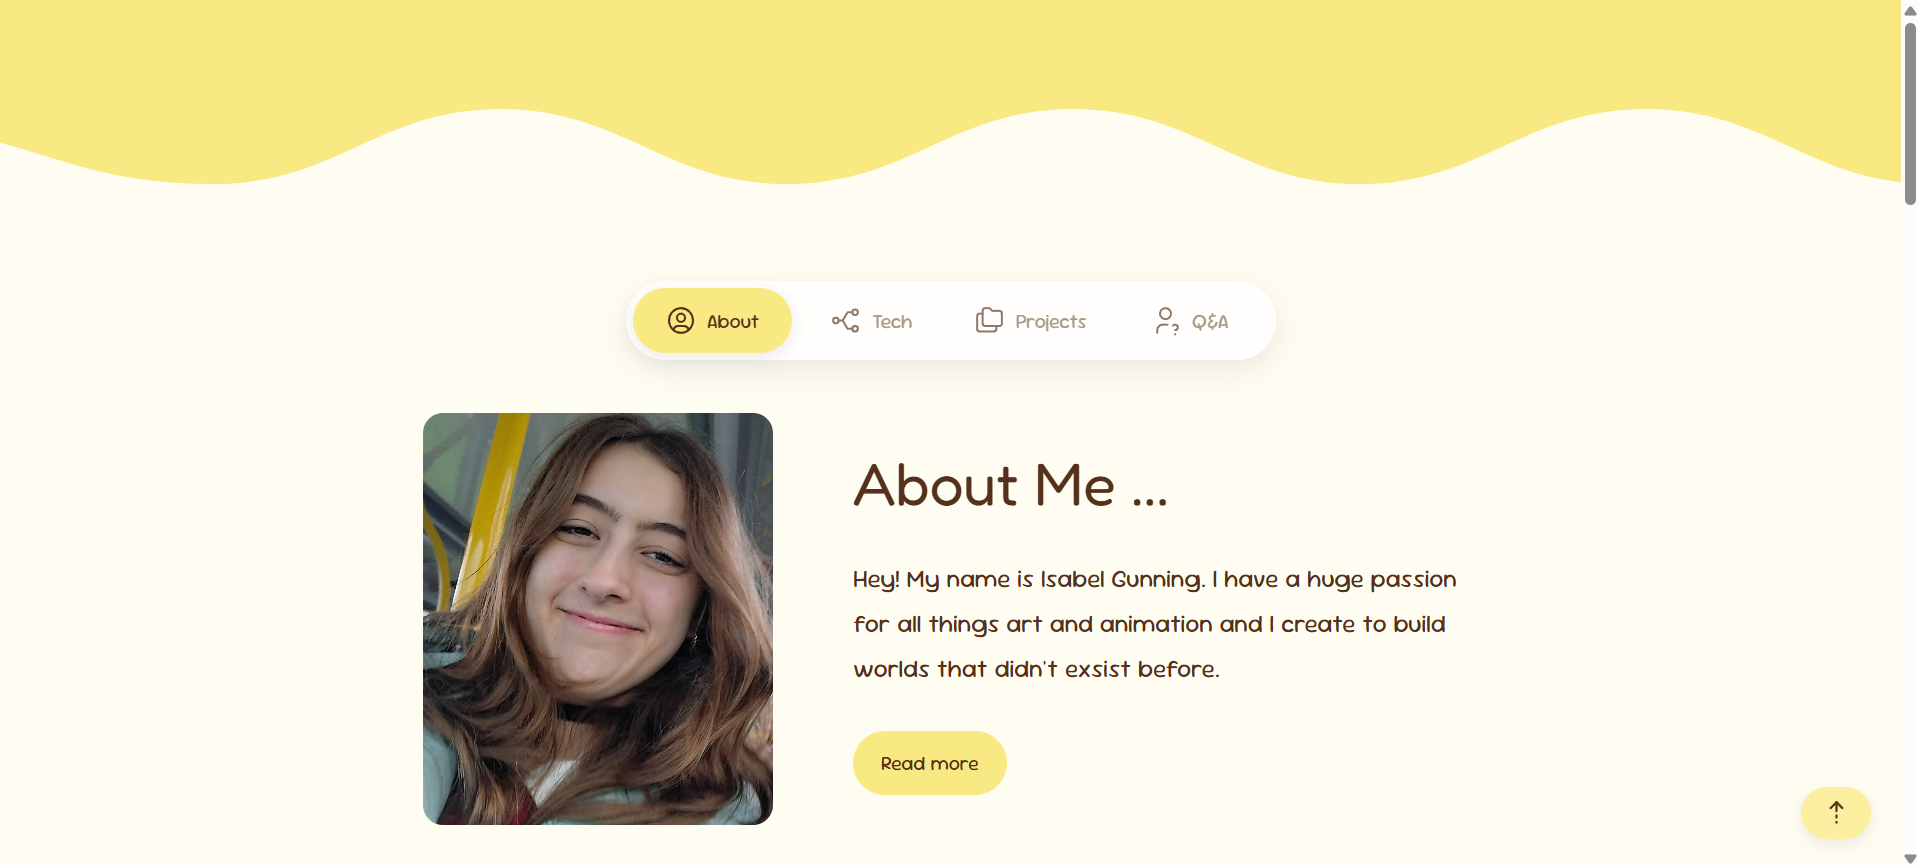 About
Tech
Projects
Q&A
About Me ...
Hey! My name is Isabel Gunning. I have a huge passion
for all things art and animation and I create to build
worlds that didn't exsist before.
Read more